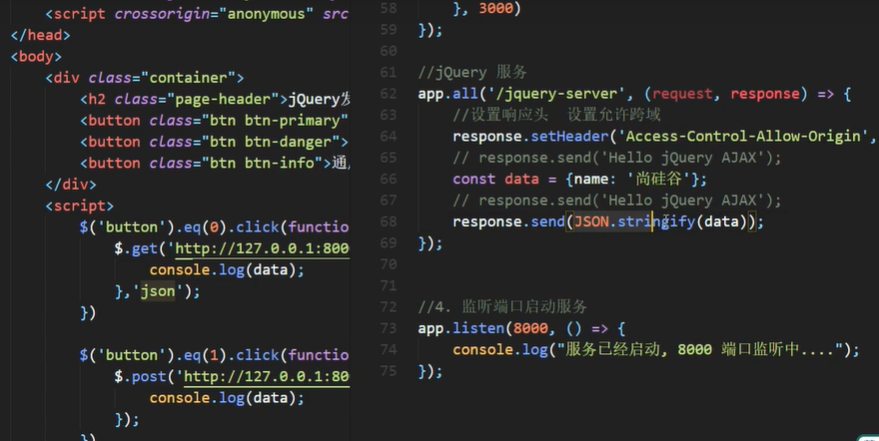 <script crossorigin="anonymous" src
</head>
<body>
<div class="container">
<h2 class="page-header">jQuery发
<button class="btn btn-primary"
<button class="btn btn-danger">
<button class="btn btn-info">通
</div>
<script>
$('button').eq(0).click(functio
$.get('http://127.0.0.1:800
console.log(data);
},'json');
})
$('button').eq(1).click(functio
$.post('http://127.0.0.1:80
console.log(data);
});
})
58 }, 3000)
59 });
60
61 //jQuery 服务
62 app.all('/jquery-server', (request, response) => {
63 //设置响应头 设置允许跨域
64 response.setHeader('Access-Control-Allow-Origin',
65 // response.send('Hello jQuery AJAX');
66 const data = {name: '尚硅谷'};
67 // response.send('Hello jQuery AJAX');
68 response.send(JSON.stringify(data));
69 });
70
71
72 //4. 监听端口启动服务
73 app.listen(8000, () => {
74 console.log("服务已经启动, 8000 端口监听中....");
75 });